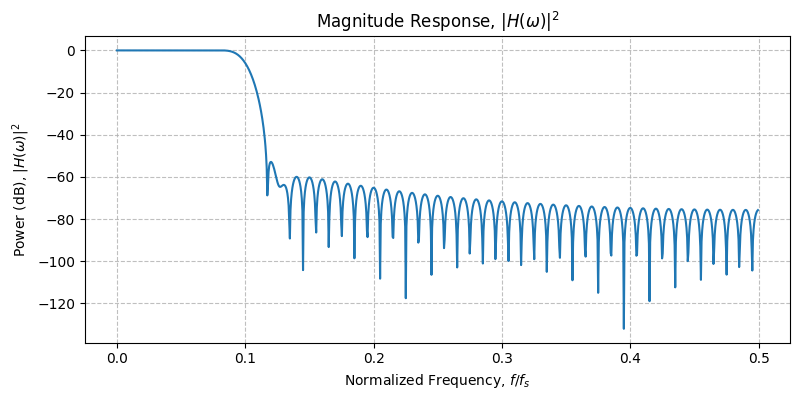 Magnitude Response, |H(ω)|²
Power (dB), |H(ω)|²
0
−20
−40
−60
−80
−100
−120
0.0 0.1 0.2 0.3 0.4 0.5
Normalized Frequency, f/fₛ